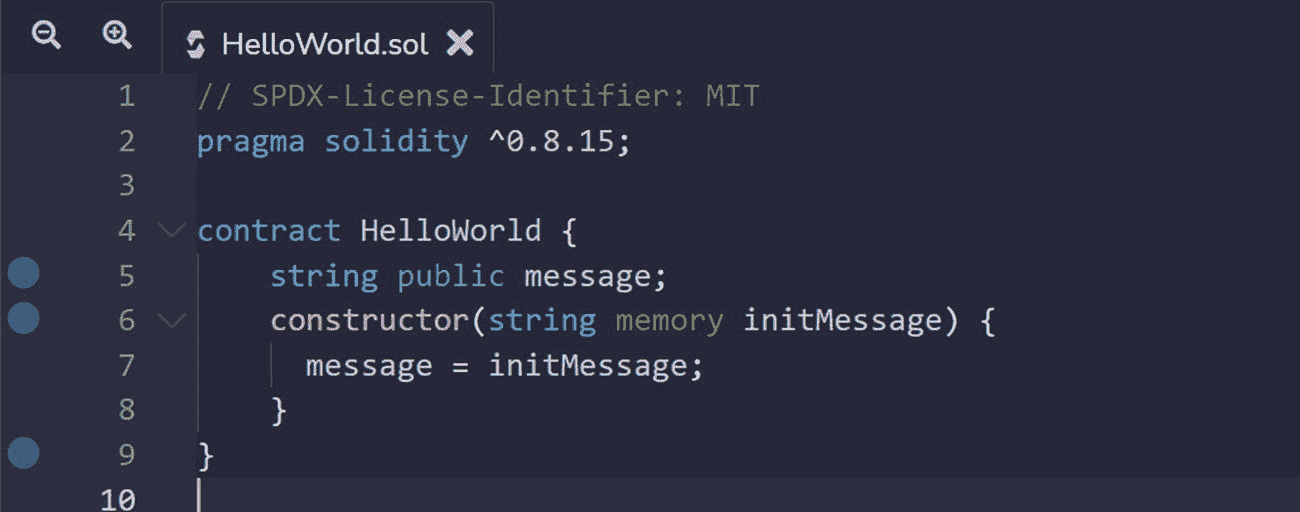 HelloWorld.sol
1 // SPDX-License-Identifier: MIT
2 pragma solidity ^0.8.15;
3
4 contract HelloWorld {
5     string public message;
6     constructor(string memory initMessage) {
7       message = initMessage;
8     }
9 }
10